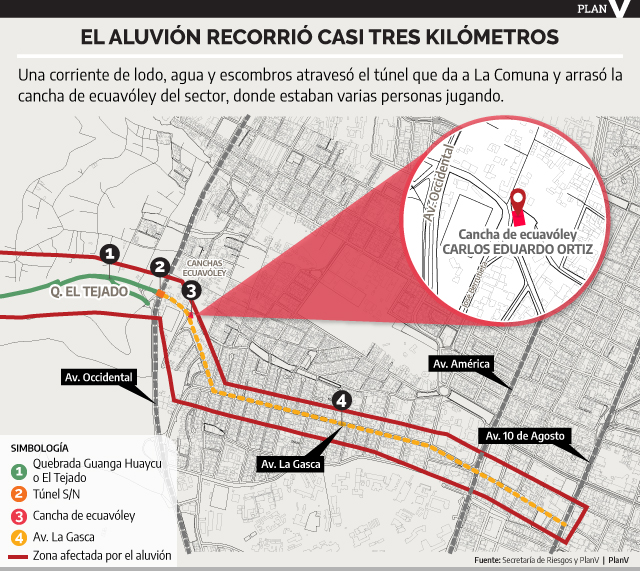 PLAN V
EL ALUVIÓN RECORRIÓ CASI TRES KILÓMETROS
Una corriente de lodo, agua y escombros atravesó el túnel que da a La Comuna y arrasó la
cancha de ecuavóley del sector, donde estaban varias personas jugando.
Av. Occidental
Cancha de ecuavóley
CARLOS EDUARDO ORTIZ
1
2
CANCHAS
ECUAVÓLEY
3
Q. EL TEJADO
Av. Occidental
Av. América
4
Av. 10 de Agosto
Av. La Gasca
SIMBOLOGÍA
1 Quebrada Guanga Huaycu
o El Tejado
2 Túnel S/N
3 Cancha de ecuavóley
4 Av. La Gasca
Zona afectada por el aluvión
Fuente: Secretaría de Riesgos y PlanV | PlanV